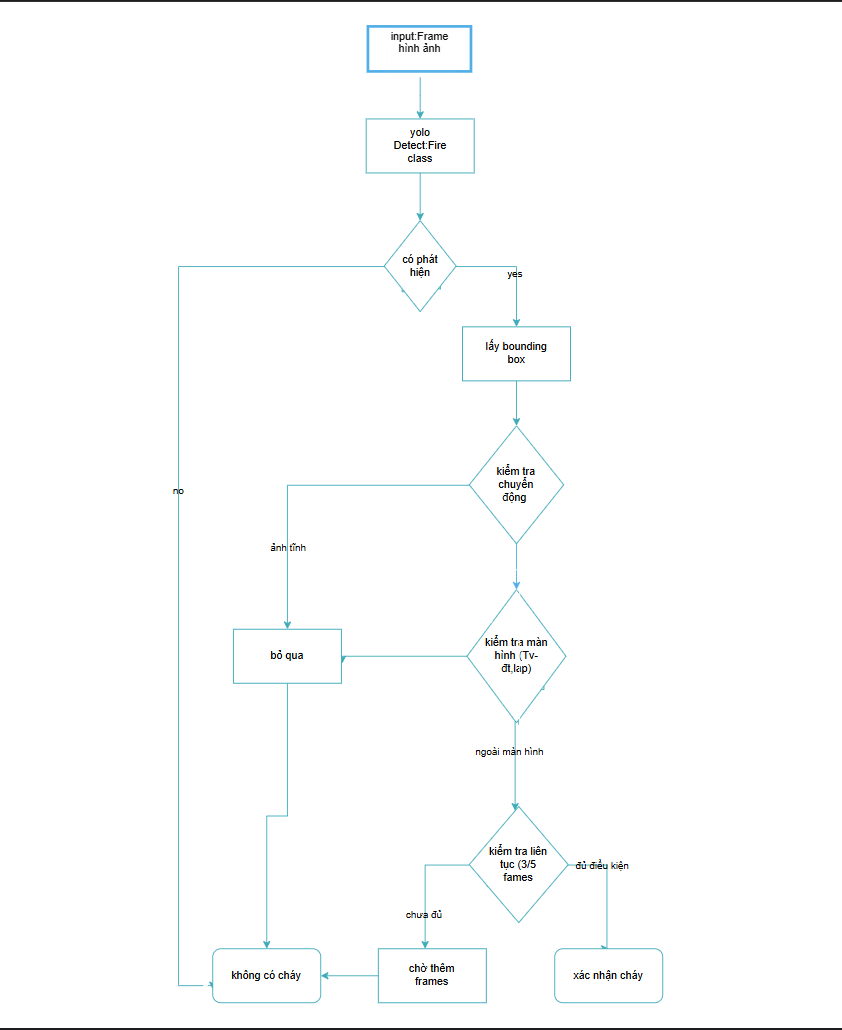 input:Frame
hình ảnh
yolo
Detect:Fire
class
có phát
hiện
yes
lấy bounding
box
kiểm tra
chuyển
động
no
ảnh tĩnh
bỏ qua
kiểm tra màn
hình (Tv-
đt,lap)
ngoài màn hình
kiểm tra liên
tục (3/5
fames
đủ điều kiện
chưa đủ
không có cháy
chờ thêm
frames
xác nhận cháy